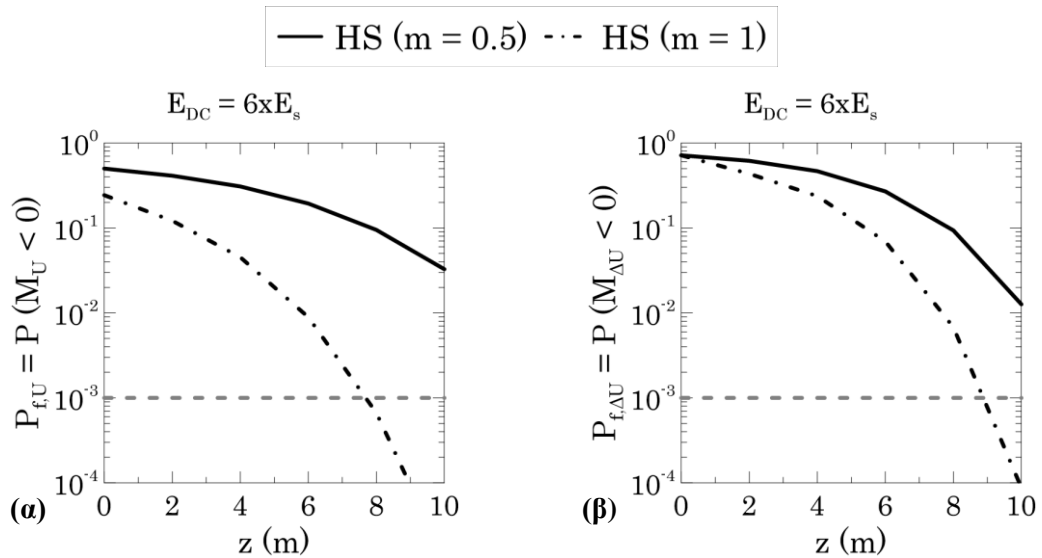 HS (m = 0.5) HS (m = 1)
E_DC = 6xE_s
P_f,U = P (M_U < 0)
10^0
10^-1
10^-2
10^-3
10^-4
0 2 4 6 8 10
z (m)
(α)
E_DC = 6xE_s
P_f,ΔU = P (M_ΔU < 0)
10^0
10^-1
10^-2
10^-3
10^-4
0 2 4 6 8 10
z (m)
(β)